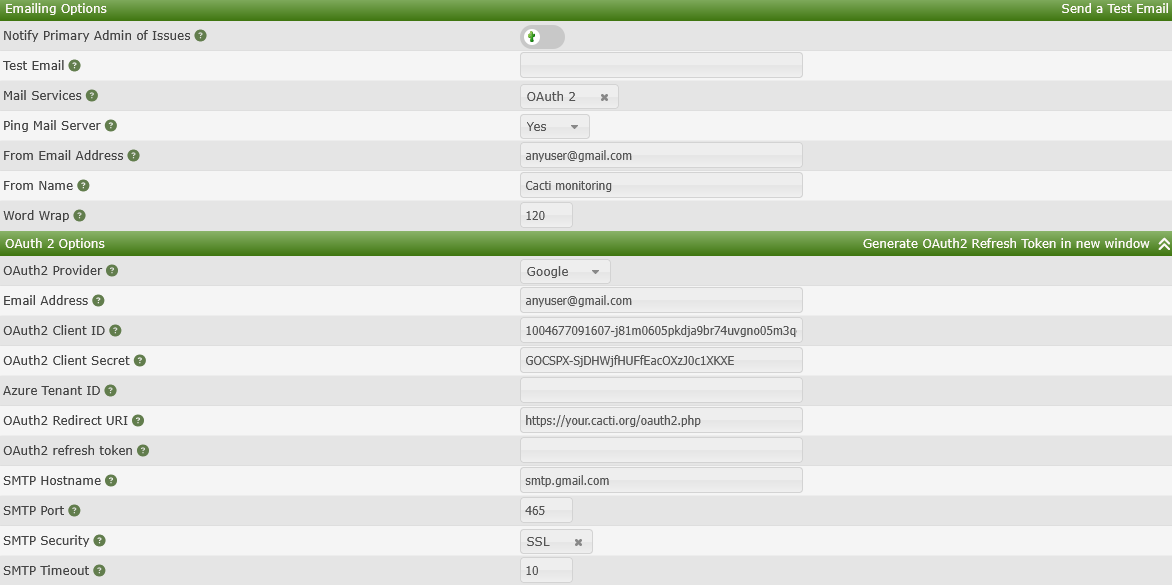 Emailing Options Send a Test Email
Notify Primary Admin of Issues ?
Test Email ?
Mail Services ? OAuth 2 ✖
Ping Mail Server ? Yes
From Email Address ? anyuser@gmail.com
From Name ? Cacti monitoring
Word Wrap ? 120
OAuth 2 Options Generate OAuth2 Refresh Token in new window
OAuth2 Provider ? Google
Email Address ? anyuser@gmail.com
OAuth2 Client ID ? 1004677091607-j81m0605pkdja9br74uvgno05m3q
OAuth2 Client Secret ? GOCSPX-SjDHWjfHUFfEacOXzJ0c1XKXE
Azure Tenant ID ?
OAuth2 Redirect URI ? https://your.cacti.org/oauth2.php
OAuth2 refresh token ?
SMTP Hostname ? smtp.gmail.com
SMTP Port ? 465
SMTP Security ? SSL ✖
SMTP Timeout ? 10